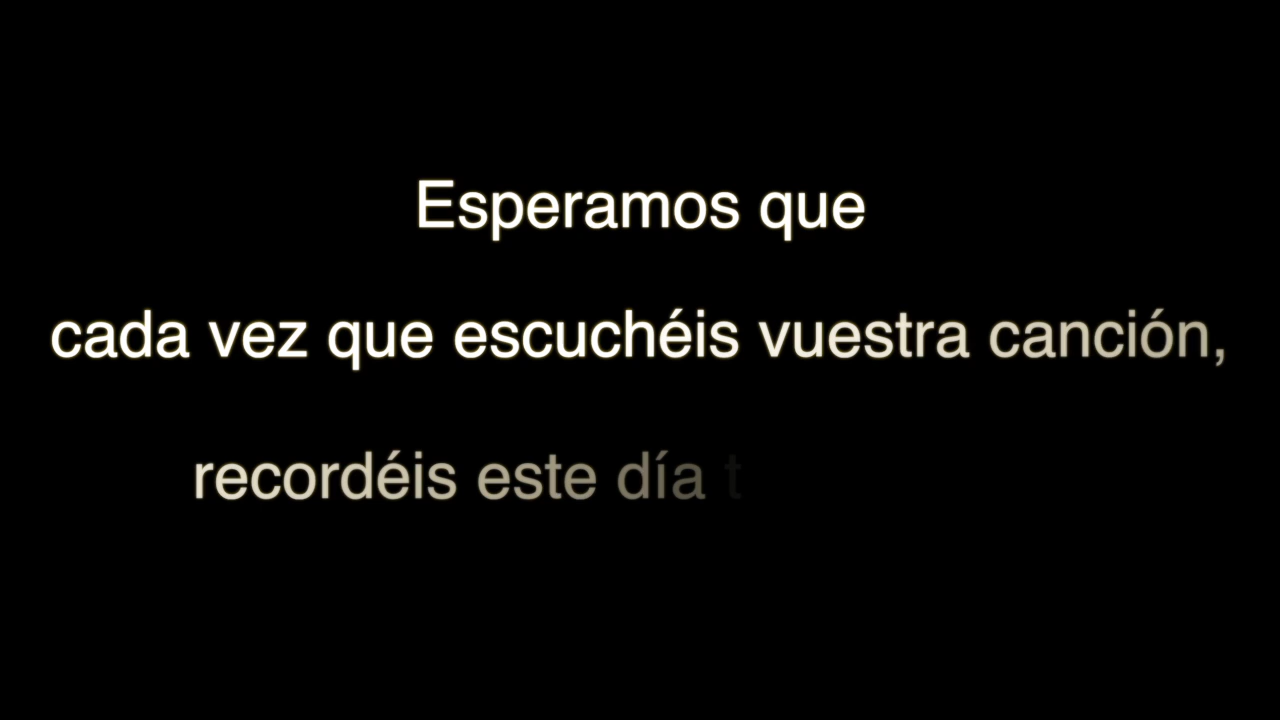 Esperamos que
cada vez que escuchéis vuestra canción,
recordéis este día t